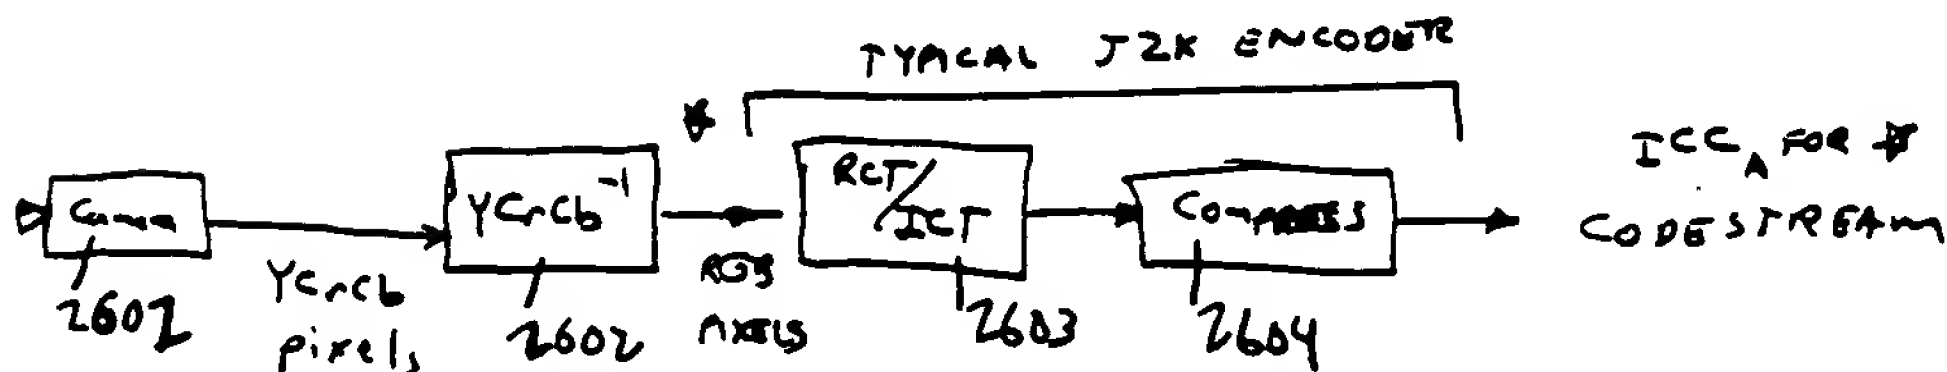 TYPICAL J2K ENCODER
*
ICC_A FOR *
CODESTREAM
Camera
YCrCb⁻¹
RCT/
ICT
COMPRESS
2601
YCrCb
pixels
2602
RGB
PIXELS
2603
2604